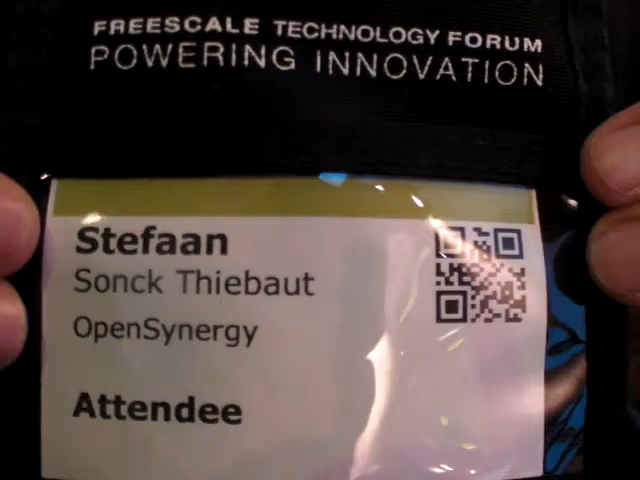 FREESCALE TECHNOLOGY FORUM
POWERING INNOVATION
Stefaan
Sonck Thiebaut
OpenSynergy
Attendee